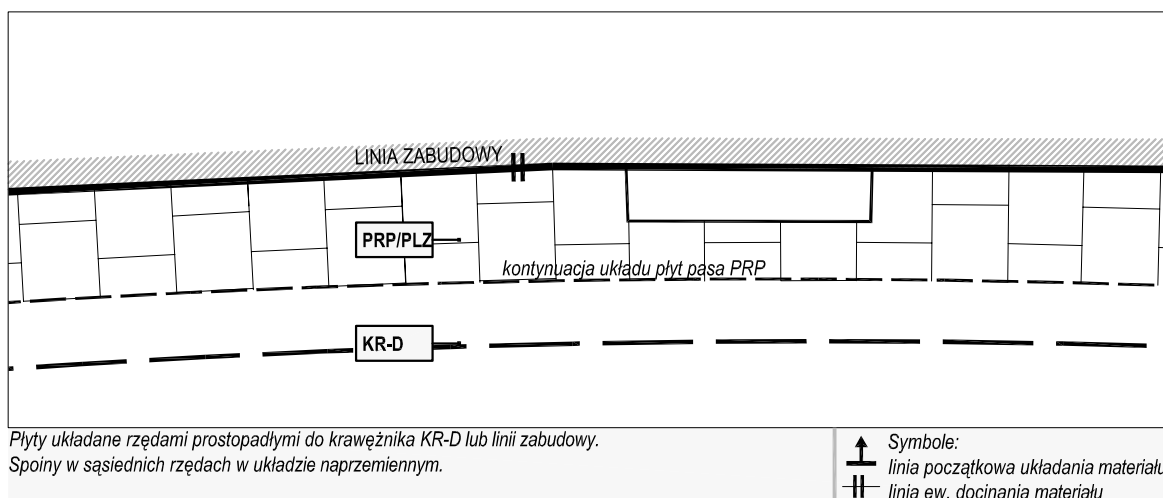 LINIA ZABUDOWY
PRP/PLZ
kontynuacja układu płyt pasa PRP
KR-D
Płyty układane rzędami prostopadłymi do krawężnika KR-D lub linii zabudowy.
Spoiny w sąsiednich rzędach w układzie naprzemiennym.
Symbole:
linia początkowa układania materiału
linia ew. docinania materiału